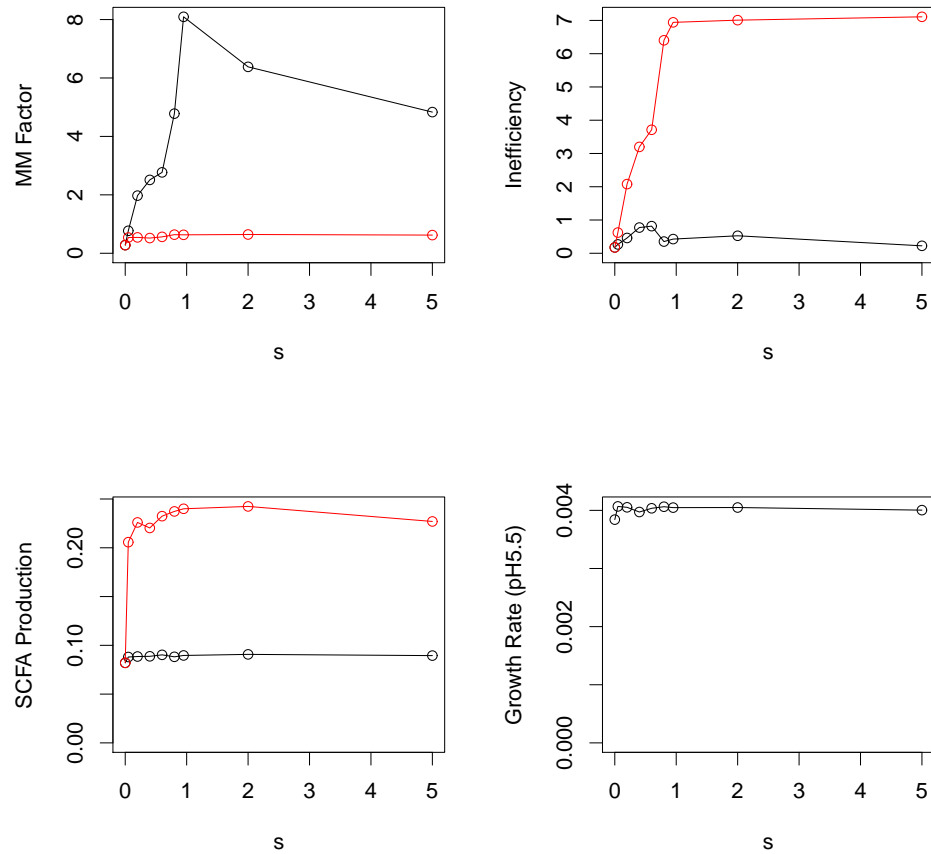 MM Factor
0 2 4 6 8
0 1 2 3 4 5
s
Inefficiency
0 1 2 3 4 5 6 7
0 1 2 3 4 5
s
SCFA Production
0.00 0.10 0.20
0 1 2 3 4 5
s
Growth Rate (pH5.5)
0.000 0.002 0.004
0 1 2 3 4 5
s